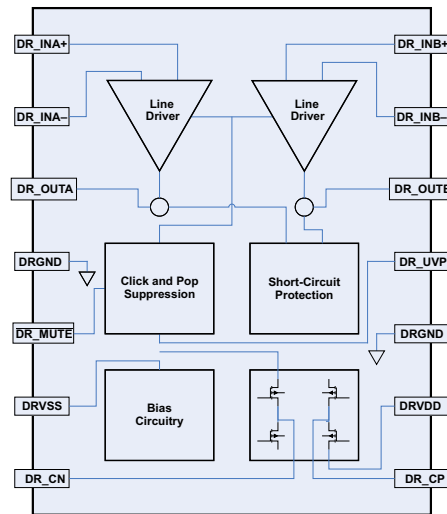 DR_INA+
DR_INB+
Line
Driver
Line
Driver
DR_INA–
DR_INB–
DR_OUTA
DR_OUTB
DRGND
Click and Pop
Suppression
Short-Circuit
Protection
DR_UVP
DR_MUTE
DRGND
DRVSS
Bias
Circuitry
DRVDD
DR_CN
DR_CP